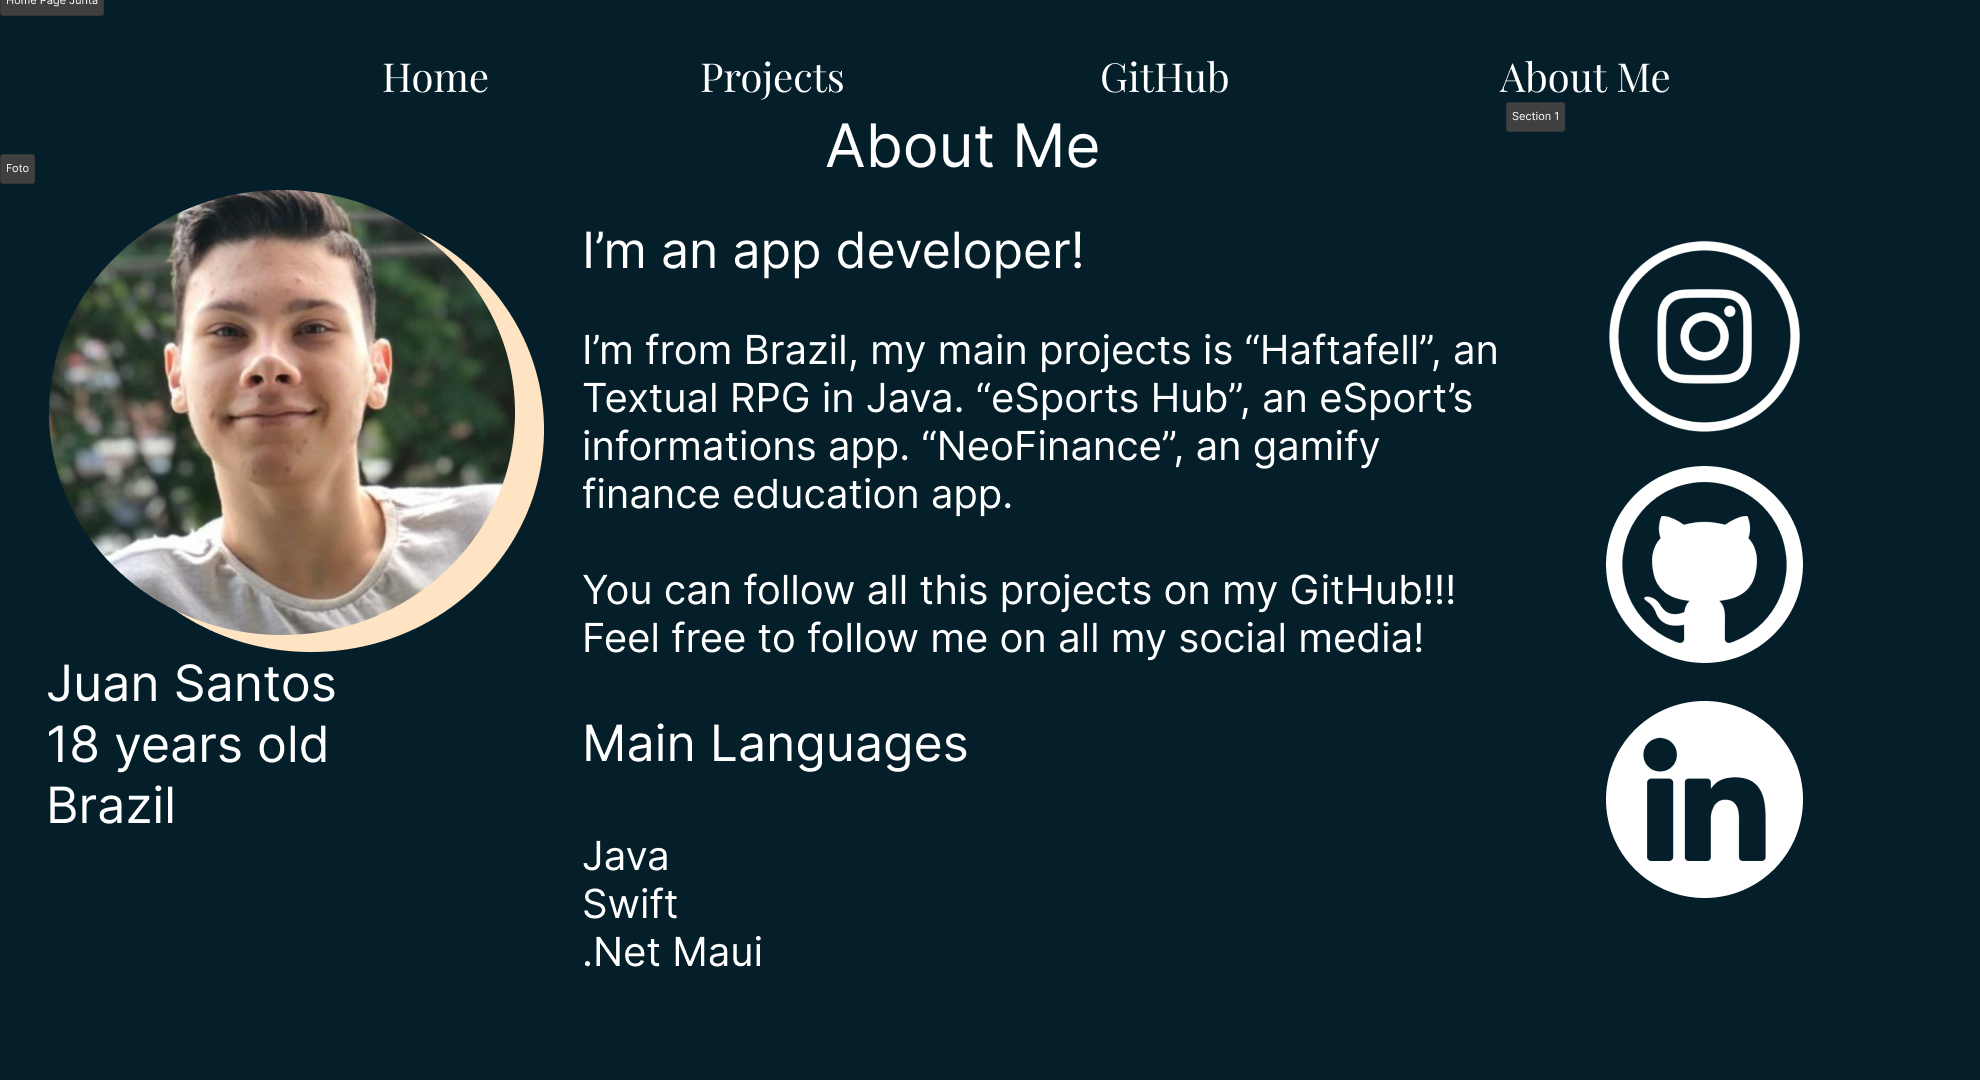 Home Page Junta
Home Projects GitHub About Me
Section 1
About Me
Foto
I’m an app developer!
I’m from Brazil, my main projects is “Haftafell”, an
Textual RPG in Java. “eSports Hub”, an eSport’s
informations app. “NeoFinance”, an gamify
finance education app.
You can follow all this projects on my GitHub!!!
Feel free to follow me on all my social media!
Juan Santos
18 years old
Brazil
Main Languages
Java
Swift
.Net Maui
in